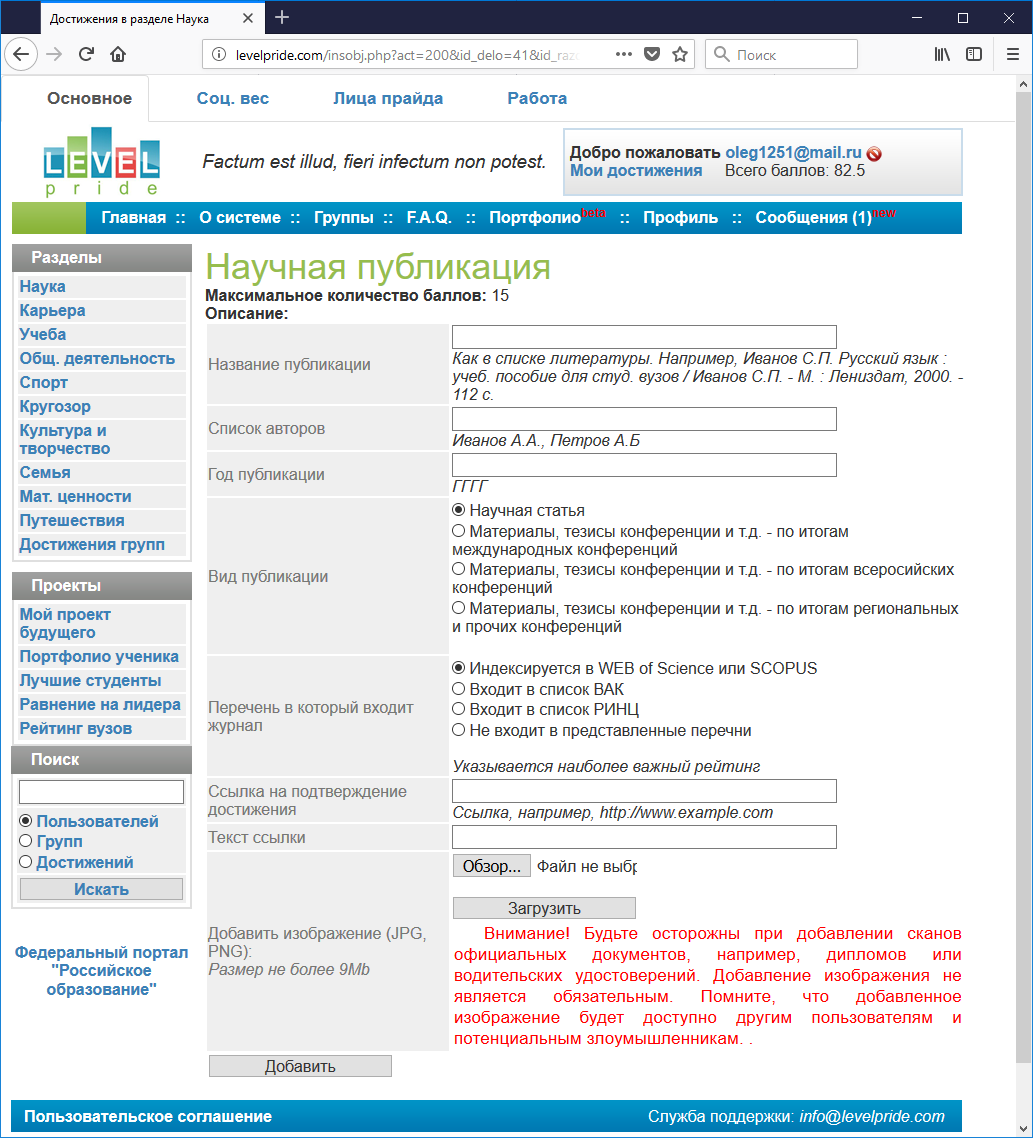 Достижения в разделе Наука
levelpride.com/insobj.php?act=200&id_delo=41&id_raz
Поиск
Основное
Соц. вес
Лица прайда
Работа
LEVEL
pride
Factum est illud, fieri infectum non potest.
Добро пожаловать oleg1251@mail.ru
Мои достижения Всего баллов: 82.5
Главная :: О системе :: Группы :: F.A.Q. :: Портфолио beta :: Профиль :: Сообщения (1) new
Разделы
Наука
Карьера
Учеба
Общ. деятельность
Спорт
Кругозор
Культура и
творчество
Семья
Мат. ценности
Путешествия
Достижения групп
Проекты
Мой проект
будущего
Портфолио ученика
Лучшие студенты
Равнение на лидера
Рейтинг вузов
Поиск
Пользователей
Групп
Достижений
Искать
Федеральный портал
"Российское
образование"
Научная публикация
Максимальное количество баллов: 15
Описание:
Название публикации
Как в списке литературы. Например, Иванов С.П. Русский язык :
учеб. пособие для студ. вузов / Иванов С.П. - М. : Лениздат, 2000. -
112 с.
Список авторов
Иванов А.А., Петров А.Б
Год публикации
ГГГГ
Вид публикации
Научная статья
Материалы, тезисы конференции и т.д. - по итогам
международных конференций
Материалы, тезисы конференции и т.д. - по итогам всеросийских
конференций
Материалы, тезисы конференции и т.д. - по итогам региональных
и прочих конференций
Перечень в который входит
журнал
Индексируется в WEB of Science или SCOPUS
Входит в список ВАК
Входит в список РИНЦ
Не входит в представленные перечни
Указывается наиболее важный рейтинг
Ссылка на подтверждение
достижения
Ссылка, например, http://www.example.com
Текст ссылки
Добавить изображение (JPG,
PNG):
Размер не более 9Mb
Обзор... Файл не выбр
Загрузить
Внимание! Будьте осторожны при добавлении сканов
официальных документов, например, дипломов или
водительских удостоверений. Добавление изображения не
является обязательным. Помните, что добавленное
изображение будет доступно другим пользователям и
потенциальным злоумышленникам. .
Добавить
Пользовательское соглашение
Служба поддержки: info@levelpride.com